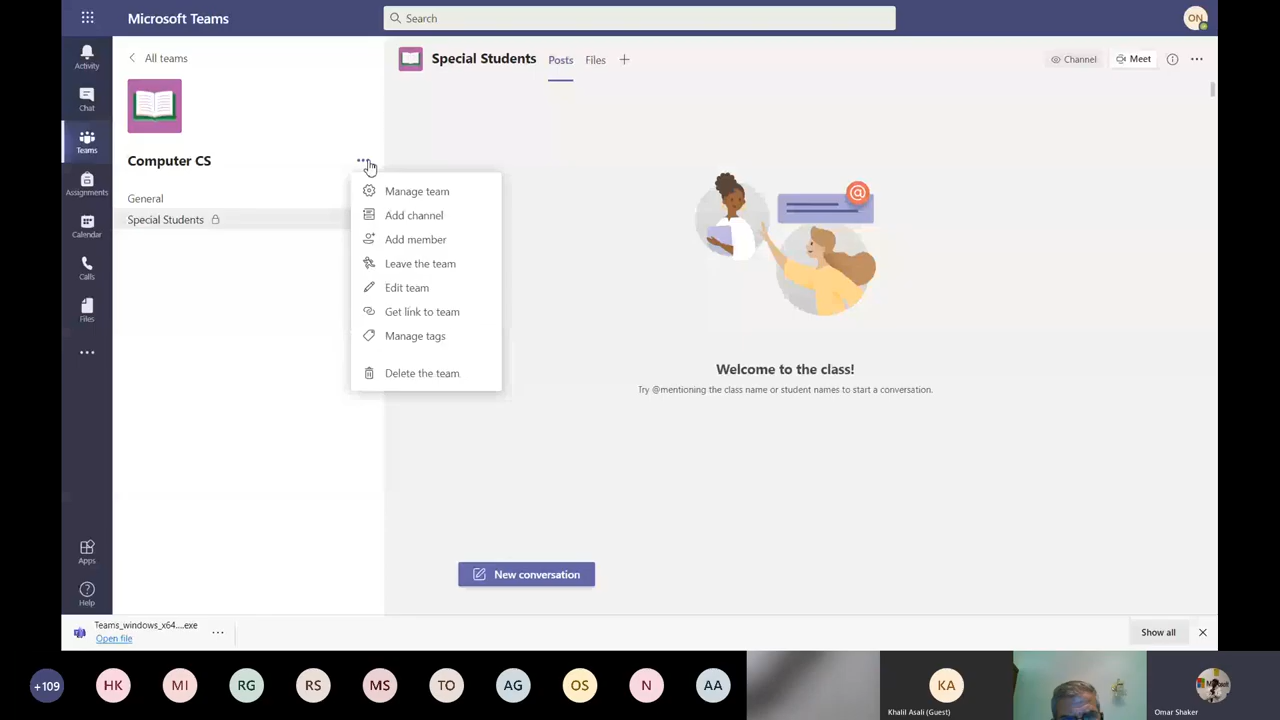 Microsoft Teams
Search
ON
Activity
Chat
Teams
Assignments
Calendar
Calls
Files
Apps
Help
All teams
Computer CS
General
Special Students
Manage team
Add channel
Add member
Leave the team
Edit team
Get link to team
Manage tags
Delete the team
Special Students
Posts
Files
Channel
Meet
@
Welcome to the class!
Try @mentioning the class name or student names to start a conversation.
New conversation
Teams_windows_x64....exe
Open file
Show all
+109
HK
MI
RG
RS
MS
TO
AG
OS
N
AA
KA
Khalil Asali (Guest)
Omar Shaker